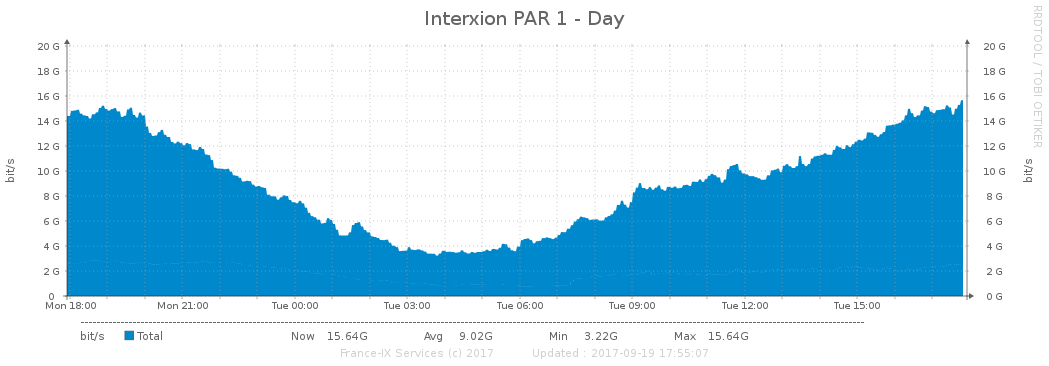 Interxion PAR 1 - Day
RRDTOOL / TOBI OETIKER
bit/s
20 G 20 G
18 G 18 G
16 G 16 G
14 G 14 G
12 G 12 G
10 G 10 G
8 G 8 G
6 G 6 G
4 G 4 G
2 G 2 G
0 0 G
bit/s
Mon 18:00 Mon 21:00 Tue 00:00 Tue 03:00 Tue 06:00 Tue 09:00 Tue 12:00 Tue 15:00
bit/s Total Now 15.64G Avg 9.02G Min 3.22G Max 15.64G
France-IX Services (c) 2017 Updated : 2017-09-19 17:55:07